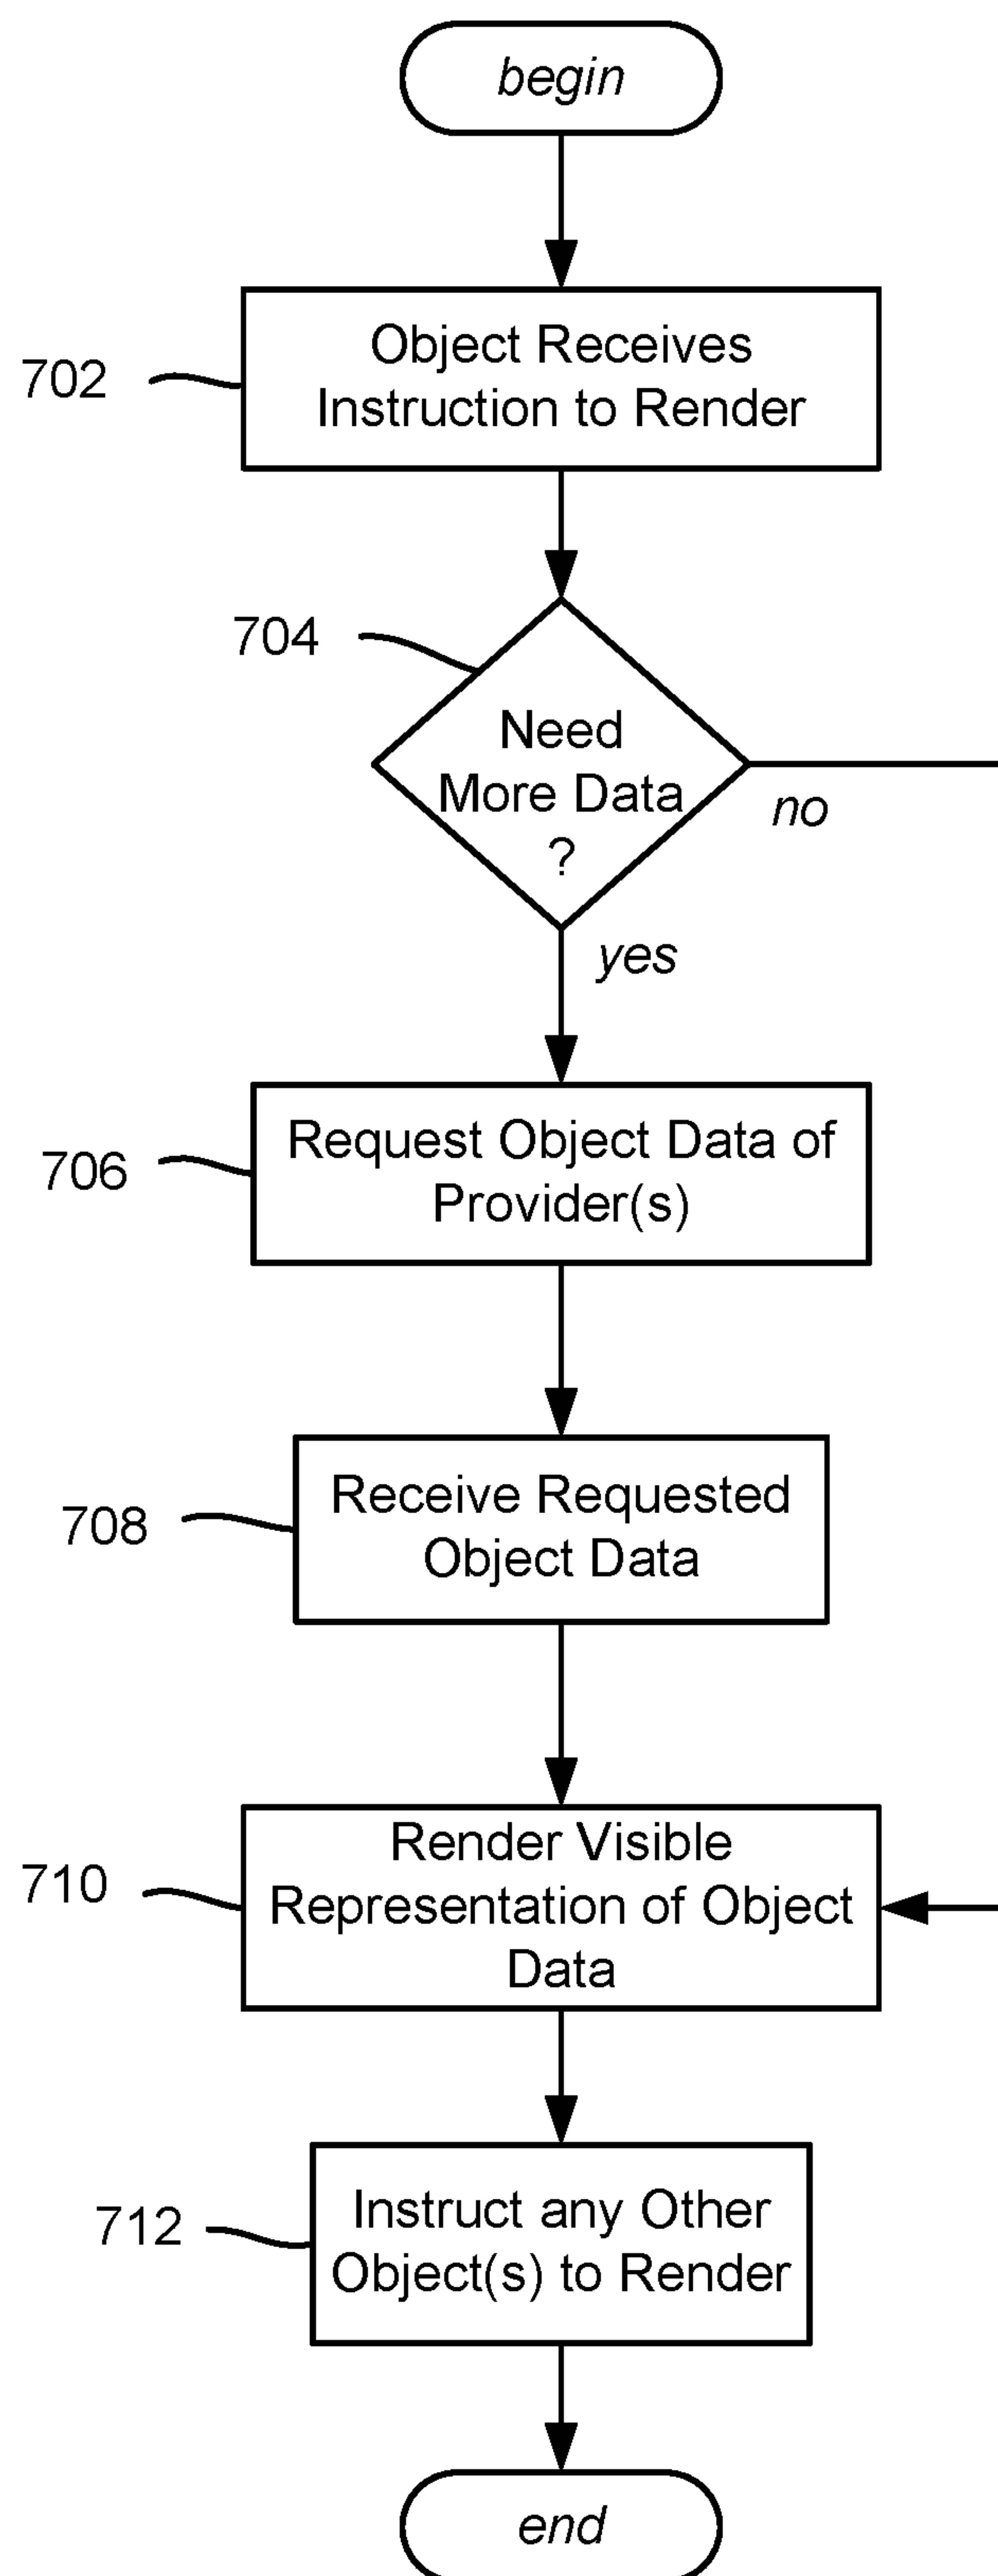 begin
702
Object Receives
Instruction to Render
704
Need
More Data
?
no
yes
706
Request Object Data of
Provider(s)
708
Receive Requested
Object Data
710
Render Visible
Representation of Object
Data
712
Instruct any Other
Object(s) to Render
end